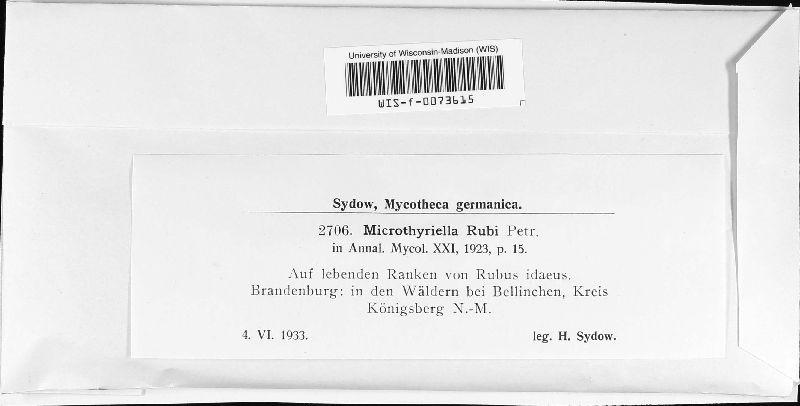 University of Wisconsin-Madison (WIS)
WIS-f-0073615
Sydow, Mycotheca germanica.
2706. Microthyriella Rubi Petr.
in Annal. Mycol. XXI, 1923, p. 15.
Auf lebenden Ranken von Rubus idaeus.
Brandenburg: in den Wäldern bei Bellinchen, Kreis
Königsberg N.-M.
4. VI. 1933. leg. H. Sydow.